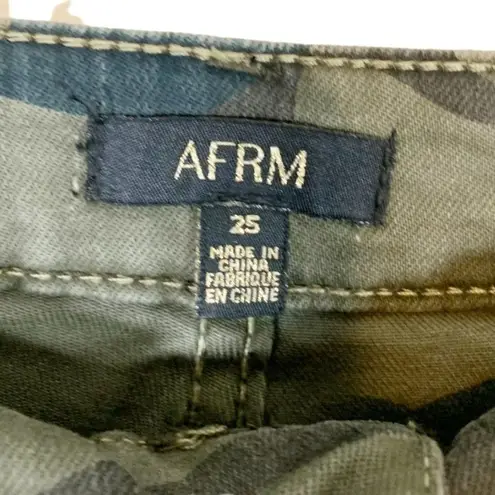 AFRM
25
MADE IN
CHINA
FABRIQUE
EN CHINE